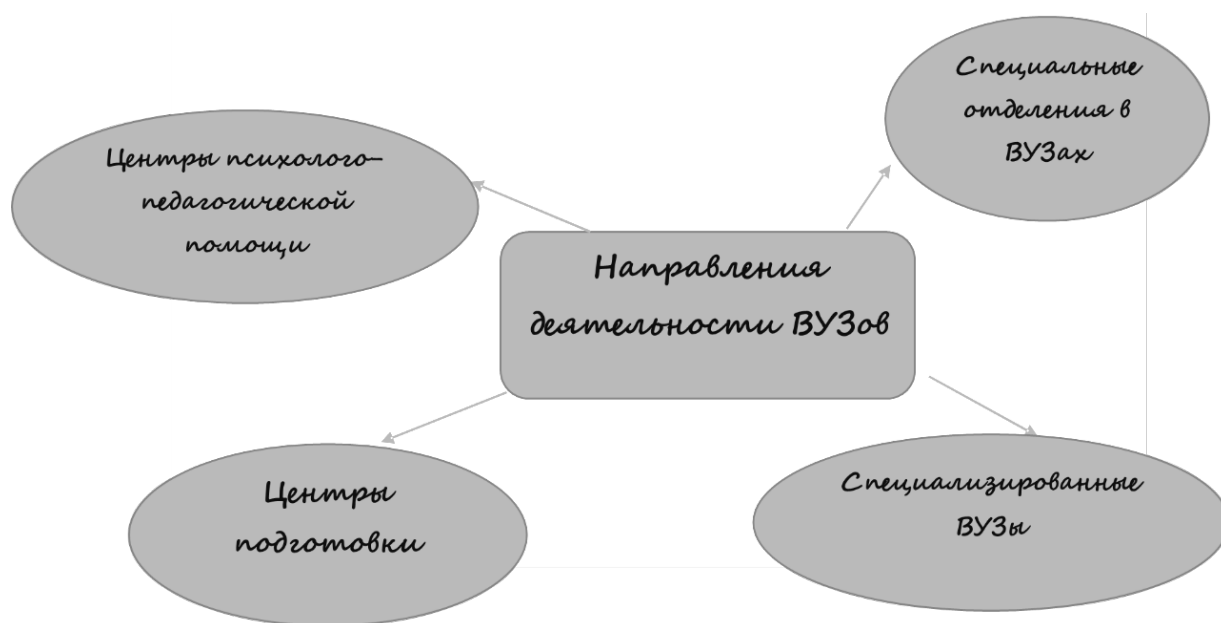 Специальные
отделения в
ВУЗах
Центры психолого-
педагогической
помощи
Направления
деятельности ВУЗов
Центры
подготовки
Специализированные
ВУЗы